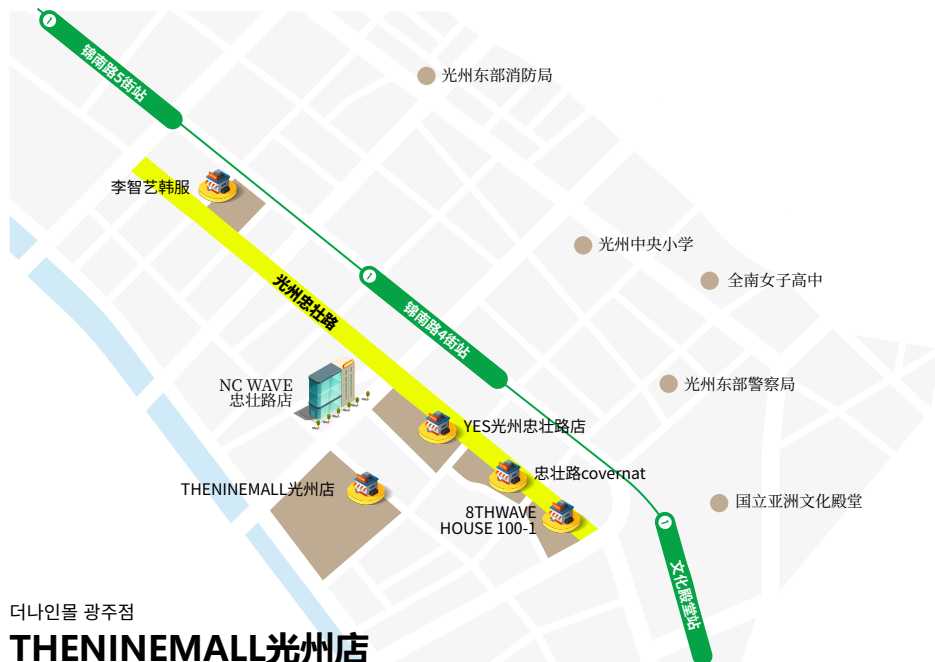 1
锦南路5街站
光州东部消防局
李智艺韩服
光州中央小学
全南女子高中
1
光州忠壮路
锦南路4街站
NC WAVE
忠壮路店
光州东部警察局
YES光州忠壮路店
忠壮路covernat
THENINEMALL光州店
8THWAVE
HOUSE 100-1
国立亚洲文化殿堂
1
文化殿堂站
더나인몰 광주점
THENINEMALL光州店